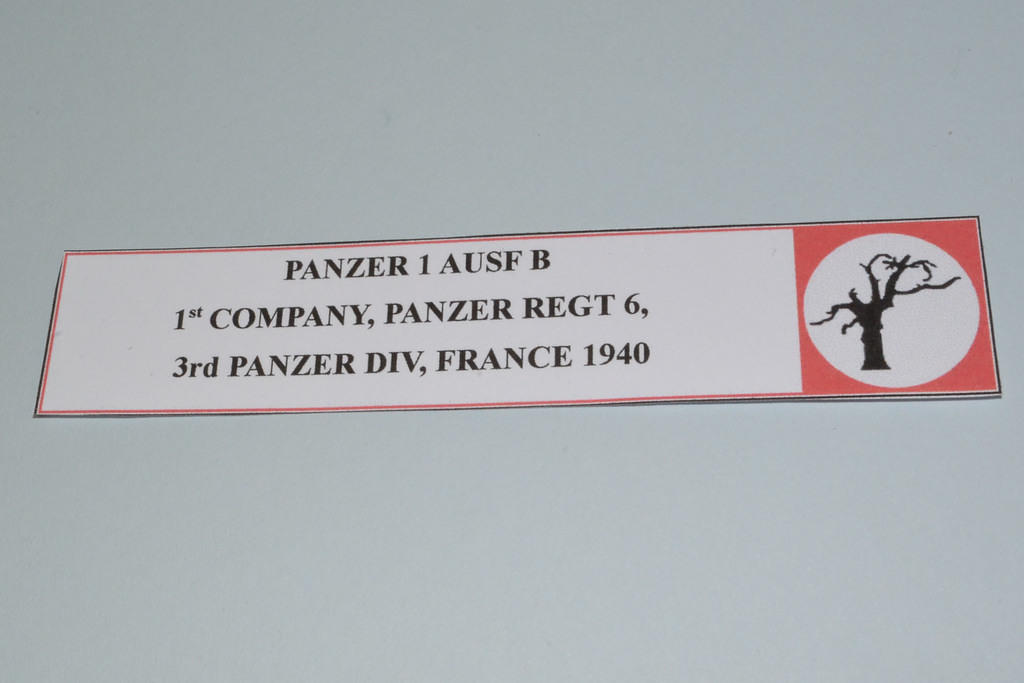 PANZER 1 AUSF B
1st COMPANY, PANZER REGT 6,
3rd PANZER DIV, FRANCE 1940